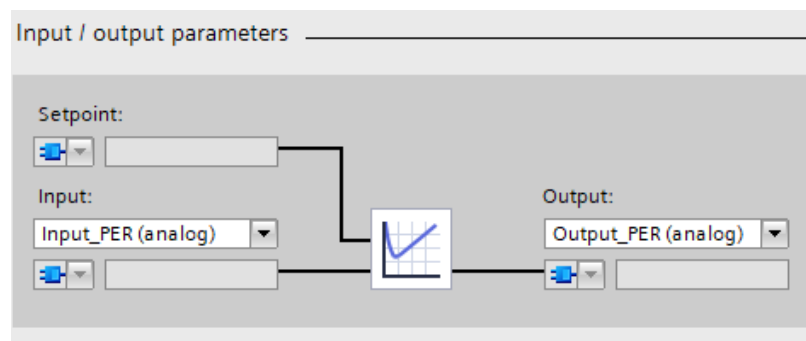 Input / output parameters
Setpoint:
Input:
Output:
Input_PER (analog)
Output_PER (analog)